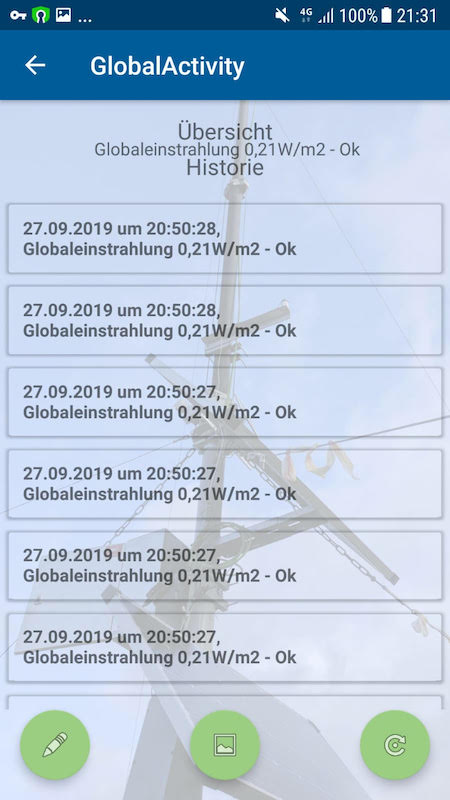 ... 4G 100% 21:31
GlobalActivity
Übersicht
Globaleinstrahlung 0,21W/m2 - Ok
Historie
27.09.2019 um 20:50:28,
Globaleinstrahlung 0,21W/m2 - Ok
27.09.2019 um 20:50:28,
Globaleinstrahlung 0,21W/m2 - Ok
27.09.2019 um 20:50:27,
Globaleinstrahlung 0,21W/m2 - Ok
27.09.2019 um 20:50:27,
Globaleinstrahlung 0,21W/m2 - Ok
27.09.2019 um 20:50:27,
Globaleinstrahlung 0,21W/m2 - Ok
27.09.2019 um 20:50:27,
Globaleinstrahlung 0,21W/m2 - Ok